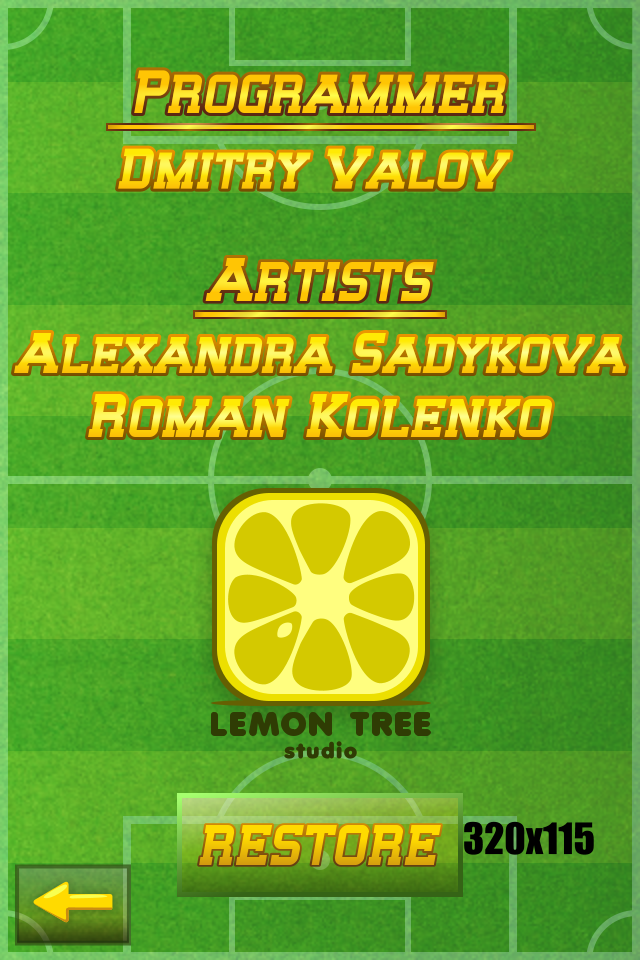 PROGRAMMER
DMITRY VALOV
ARTISTS
ALEXANDRA SADYKOVA
ROMAN KOLENKO
LEMON TREE
studio
RESTORE 320x115